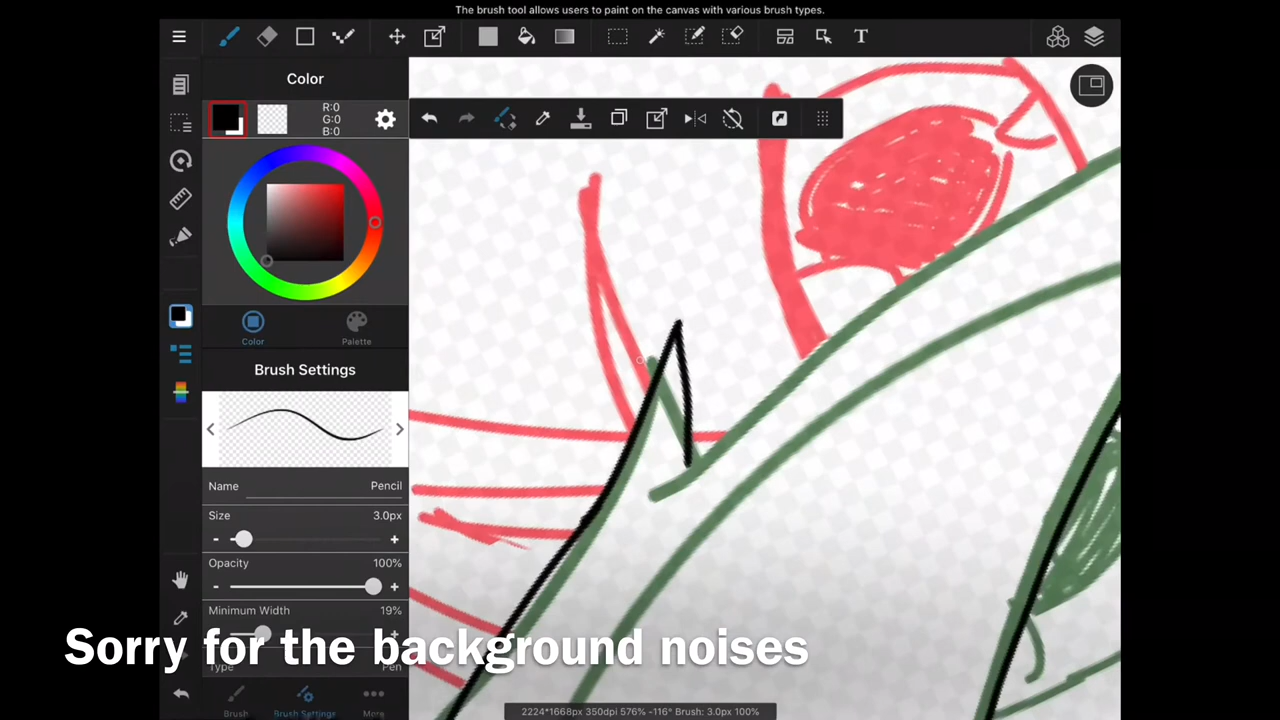 The brush tool allows users to paint on the canvas with various brush types.
T
Color
R:0
G:0
B:0
Color
Palette
Brush Settings
Name Pencil
Size 3.0px
- +
Opacity 100%
- +
Minimum Width 19%
- +
Type Pen
Sorry for the background noises
Brush Brush Settings More
2224*1668px 350dpi 576% -116° Brush: 3.0px 100%